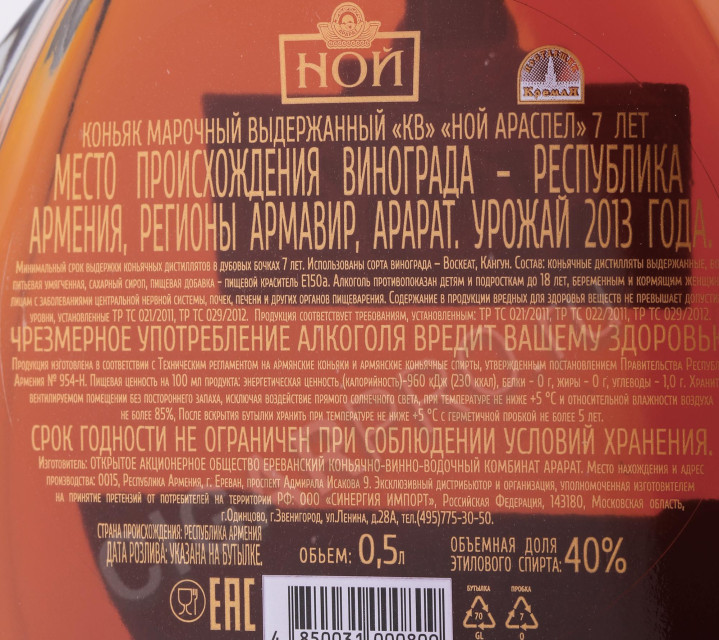 НОЙ
КремлЯ
КОНЬЯК МАРОЧНЫЙ ВЫДЕРЖАННЫЙ «КВ» «НОЙ АРАСПЕЛ» 7 ЛЕТ
МЕСТО ПРОИСХОЖДЕНИЯ ВИНОГРАДА – РЕСПУБЛИКА
АРМЕНИЯ, РЕГИОНЫ АРМАВИР, АРАРАТ. УРОЖАЙ 2013 ГОДА.
Минимальный срок выдержки коньячных дистиллятов в дубовых бочках 7 лет. Использованы сорта винограда – Воскеат, Кангун. Состав: коньячные дистилляты выдержанные,
питьевая умягченная, сахарный сироп, пищевая добавка - пищевой краситель Е150а. Алкоголь противопоказан детям и подросткам до 18 лет, беременным и кормящим
лицам с заболеваниями центральной нервной системы, почек, печени и других органов пищеварения. Содержание в продукции вредных для здоровья веществ не превышает
уровни, установленные ТР ТС 021/2011, ТР ТС 029/2012. Продукция соответствует требованиям, установленным: ТР ТС 021/2011, ТР ТС 022/2011, ТР ТС 029/2012.
ЧРЕЗМЕРНОЕ УПОТРЕБЛЕНИЕ АЛКОГОЛЯ ВРЕДИТ ВАШЕМУ ЗДОРОВЬЮ
Продукция изготовлена в соответствии с Техническим регламентом на армянские коньяки и армянские коньячные спирты, утвержденным постановлением Правительства
Армения № 954-Н. Пищевая ценность на 100 мл продукта: энергетическая ценность (калорийность)-960 кДж (230 ккал), белки - 0 г, жиры - 0 г, углеводы - 1,0 г.
вентилируемом помещении без постороннего запаха, исключая воздействие прямого солнечного света, при температуре не ниже +5 °С и относительной влажности воздуха
не более 85%, После вскрытия бутылки хранить при температуре не ниже +5 °С с герметичной пробкой не более 5 лет.
СРОК ГОДНОСТИ НЕ ОГРАНИЧЕН ПРИ СОБЛЮДЕНИИ УСЛОВИЙ ХРАНЕНИЯ.
Изготовитель: ОТКРЫТОЕ АКЦИОНЕРНОЕ ОБЩЕСТВО ЕРЕВАНСКИЙ КОНЬЯЧНО-ВИННО-ВОДОЧНЫЙ КОМБИНАТ АРАРАТ. Место нахождения и адрес
производства: 0015, Республика Армения, г. Ереван, проспект Адмирала Исакова 9. Эксклюзивный дистрибьютор и организация, уполномоченная изготовителем
на принятие претензий от потребителей на территории РФ: ООО «СИНЕРГИЯ ИМПОРТ», Российская Федерация, 143180, Московская область,
г.Одинцово, г.Звенигород, ул.Ленина, д.28А, тел.(495)775-30-50.
СТРАНА ПРОИСХОЖДЕНИЯ: РЕСПУБЛИКА АРМЕНИЯ
ДАТА РОЗЛИВА: УКАЗАНА НА БУТЫЛКЕ.
ОБЪЕМ: 0,5л
ОБЪЕМНАЯ ДОЛЯ
ЭТИЛОВОГО СПИРТА: 40%
ЕАС
БУТЫЛКА
70
GL
ПРОБКА
7
О
4 850031 000800